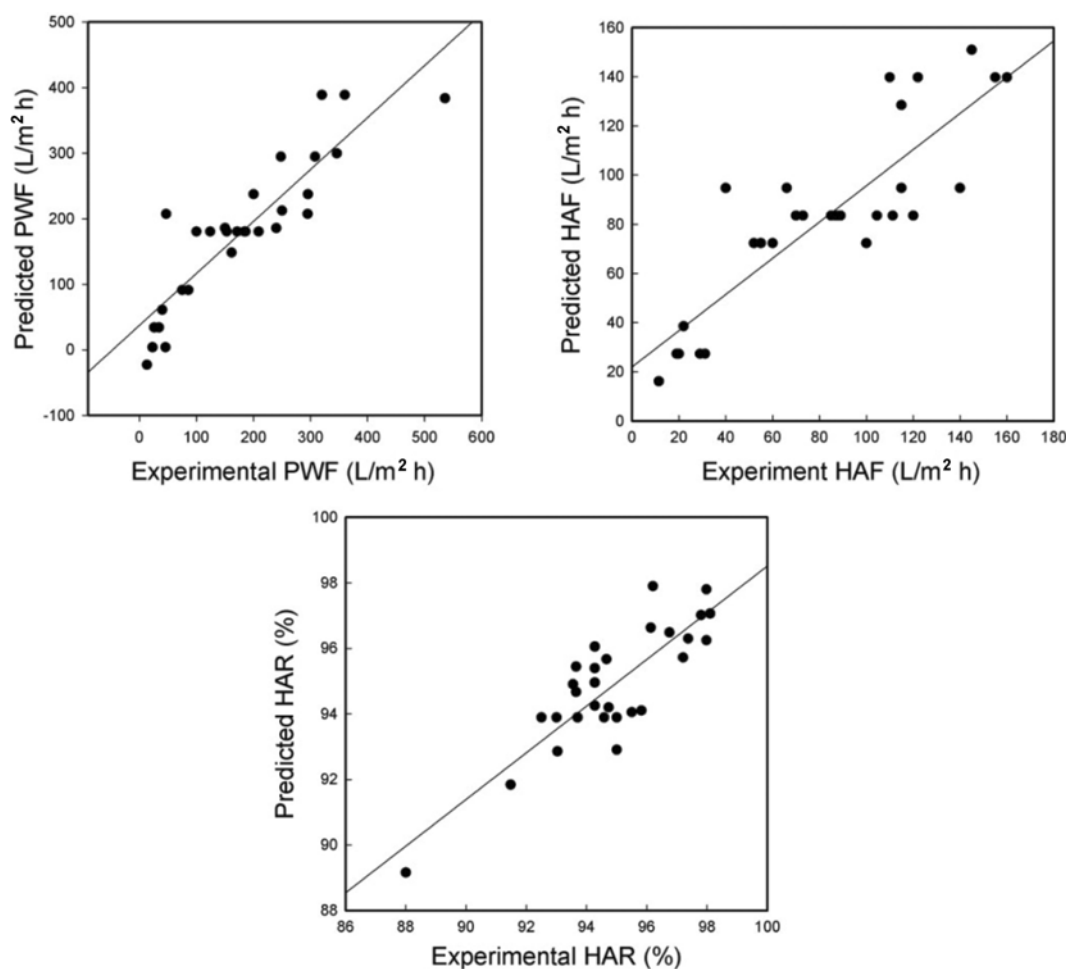 500
400
300
200
100
0
-100
Predicted PWF (L/m² h)
0 100 200 300 400 500 600
Experimental PWF (L/m² h)
160
140
120
100
80
60
40
20
0
Predicted HAF (L/m² h)
0 20 40 60 80 100 120 140 160 180
Experiment HAF (L/m² h)
100
98
96
94
92
90
88
Predicted HAR (%)
86 88 90 92 94 96 98 100
Experimental HAR (%)